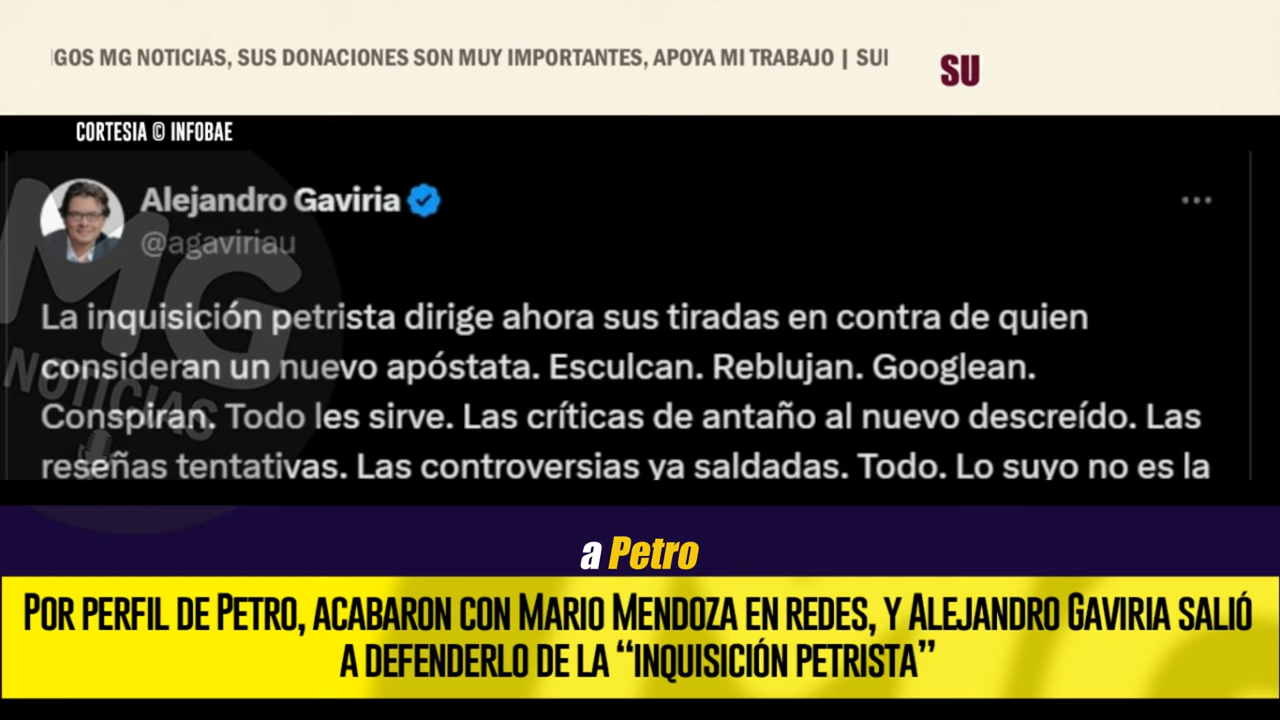 GOS MG NOTICIAS, SUS DONACIONES SON MUY IMPORTANTES, APOYA MI TRABAJO | SUI
SU
CORTESIA © INFOBAE
Alejandro Gaviria
@agaviriau
La inquisición petrista dirige ahora sus tiradas en contra de quien
consideran un nuevo apóstata. Esculcan. Reblujan. Googlean.
Conspiran. Todo les sirve. Las críticas de antaño al nuevo descreído. Las
reseñas tentativas. Las controversias ya saldadas. Todo. Lo suyo no es la
MG
NOTICIAS
a Petro
POR PERFIL DE PETRO, ACABARON CON MARIO MENDOZA EN REDES, Y ALEJANDRO GAVIRIA SALIÓ
A DEFENDERLO DE LA “INQUISICIÓN PETRISTA”